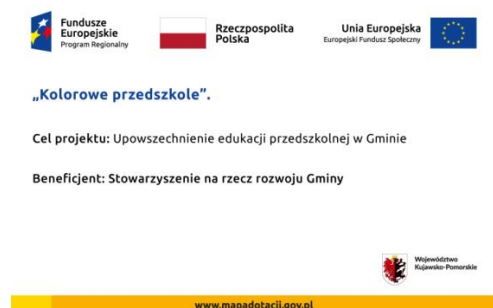 Fundusze
Europejskie
Program Regionalny
Rzeczpospolita
Polska
Unia Europejska
Europejski Fundusz Społeczny
„Kolorowe przedszkole”.
Cel projektu: Upowszechnienie edukacji przedszkolnej w Gminie
Beneficjent: Stowarzyszenie na rzecz rozwoju Gminy
Województwo
Kujawsko-Pomorskie
www.mapadotacji.gov.pl